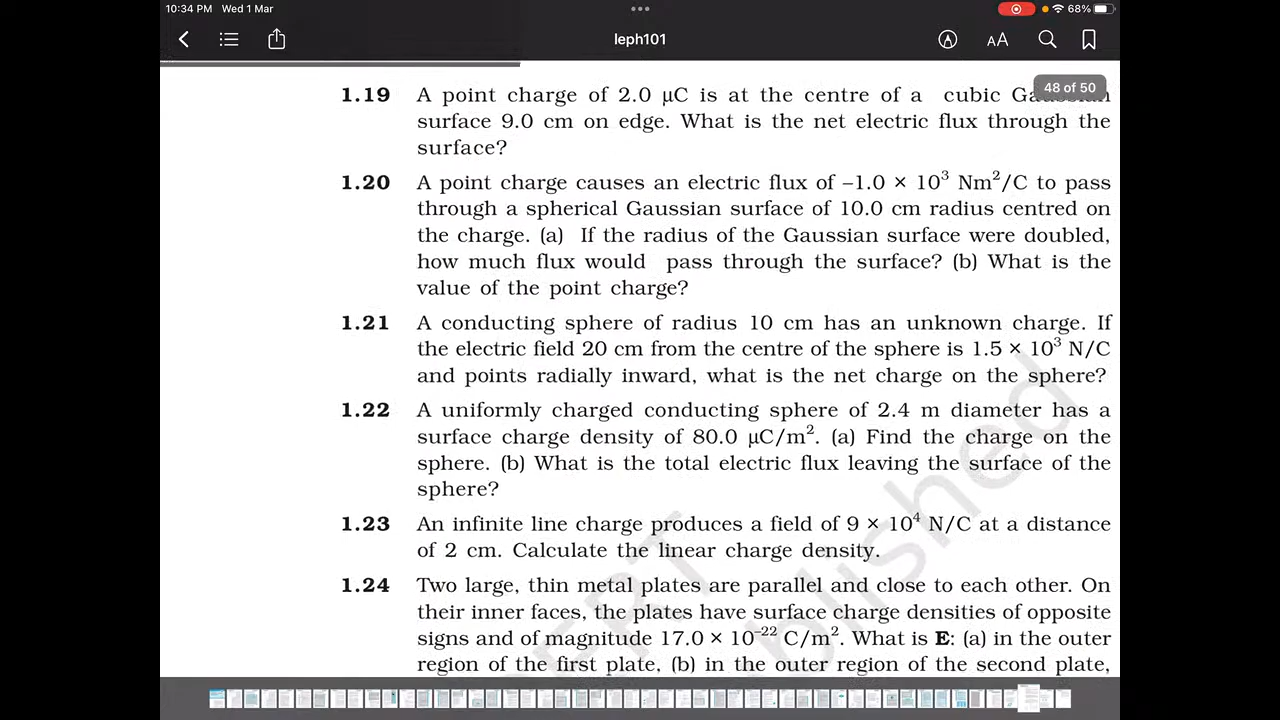 10:34 PM Wed 1 Mar
68%
leph101
AA
48 of 50
1.19 A point charge of 2.0 μC is at the centre of a cubic Gaussian
surface 9.0 cm on edge. What is the net electric flux through the
surface?
1.20 A point charge causes an electric flux of –1.0 × 10³ Nm²/C to pass
through a spherical Gaussian surface of 10.0 cm radius centred on
the charge. (a) If the radius of the Gaussian surface were doubled,
how much flux would pass through the surface? (b) What is the
value of the point charge?
1.21 A conducting sphere of radius 10 cm has an unknown charge. If
the electric field 20 cm from the centre of the sphere is 1.5 × 10³ N/C
and points radially inward, what is the net charge on the sphere?
1.22 A uniformly charged conducting sphere of 2.4 m diameter has a
surface charge density of 80.0 μC/m². (a) Find the charge on the
sphere. (b) What is the total electric flux leaving the surface of the
sphere?
1.23 An infinite line charge produces a field of 9 × 10⁴ N/C at a distance
of 2 cm. Calculate the linear charge density.
1.24 Two large, thin metal plates are parallel and close to each other. On
their inner faces, the plates have surface charge densities of opposite
signs and of magnitude 17.0 × 10⁻²² C/m². What is E: (a) in the outer
region of the first plate, (b) in the outer region of the second plate,